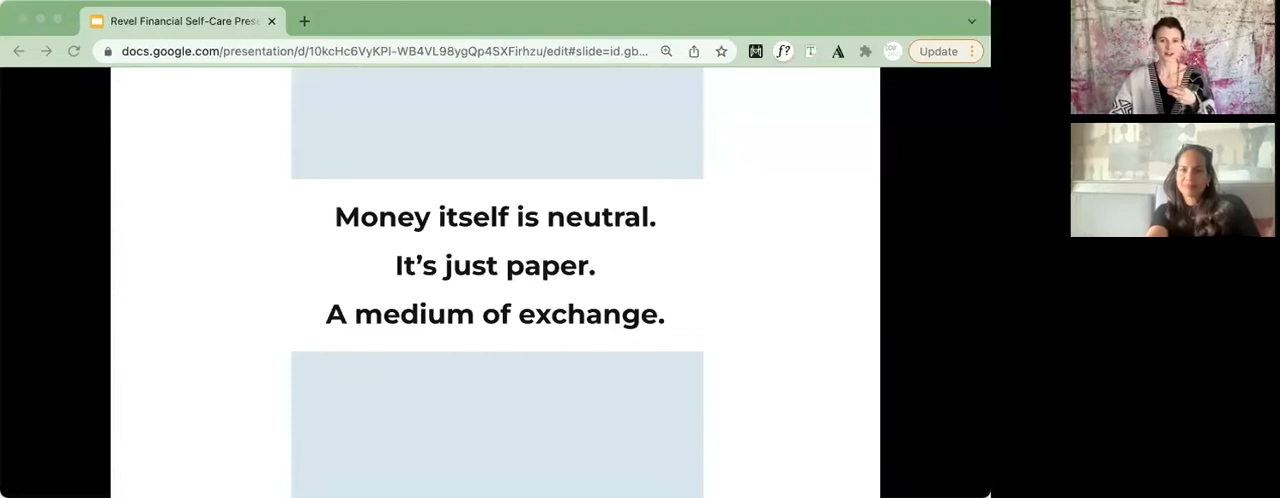 Revel Financial Self-Care Pres
docs.google.com/presentation/d/10kcHc6VyKPI-WB4VL98ygQp4SXFirhzu/edit#slide=id.gb...
f?
T
A
Update
Money itself is neutral.
It’s just paper.
A medium of exchange.